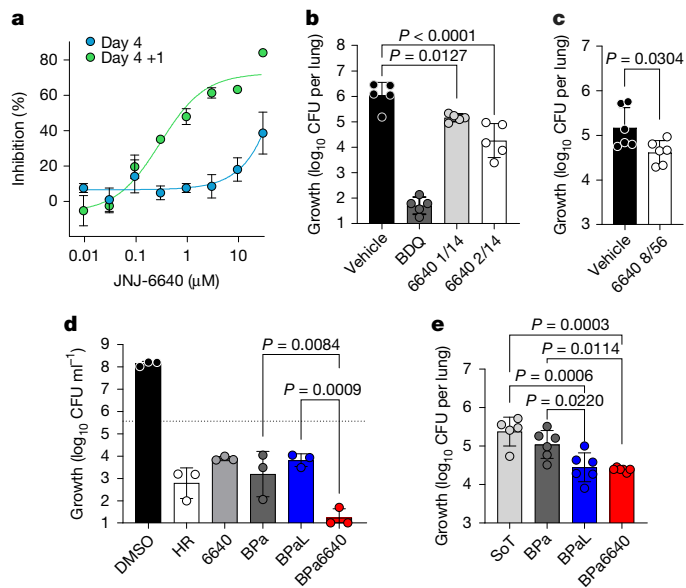 a
Day 4
Day 4 +1
Inhibition (%)
80
60
40
20
0
0.01
0.1
1
10
JNJ-6640 (μM)
b
P < 0.0001
P = 0.0127
Growth (log10 CFU per lung)
8
7
6
5
4
3
2
1
Vehicle
BDQ
6640 1/14
6640 2/14
c
P = 0.0304
Growth (log10 CFU per lung)
7
6
5
4
3
Vehicle
6640 8/56
d
P = 0.0084
P = 0.0009
Growth (log10 CFU ml−1)
9
8
7
6
5
4
3
2
1
DMSO
HR
6640
BPa
BPaL
BPa6640
e
P = 0.0003
P = 0.0114
P = 0.0006
P = 0.0220
Growth (log10 CFU per lung)
7
6
5
4
3
SoT
BPa
BPaL
BPa6640